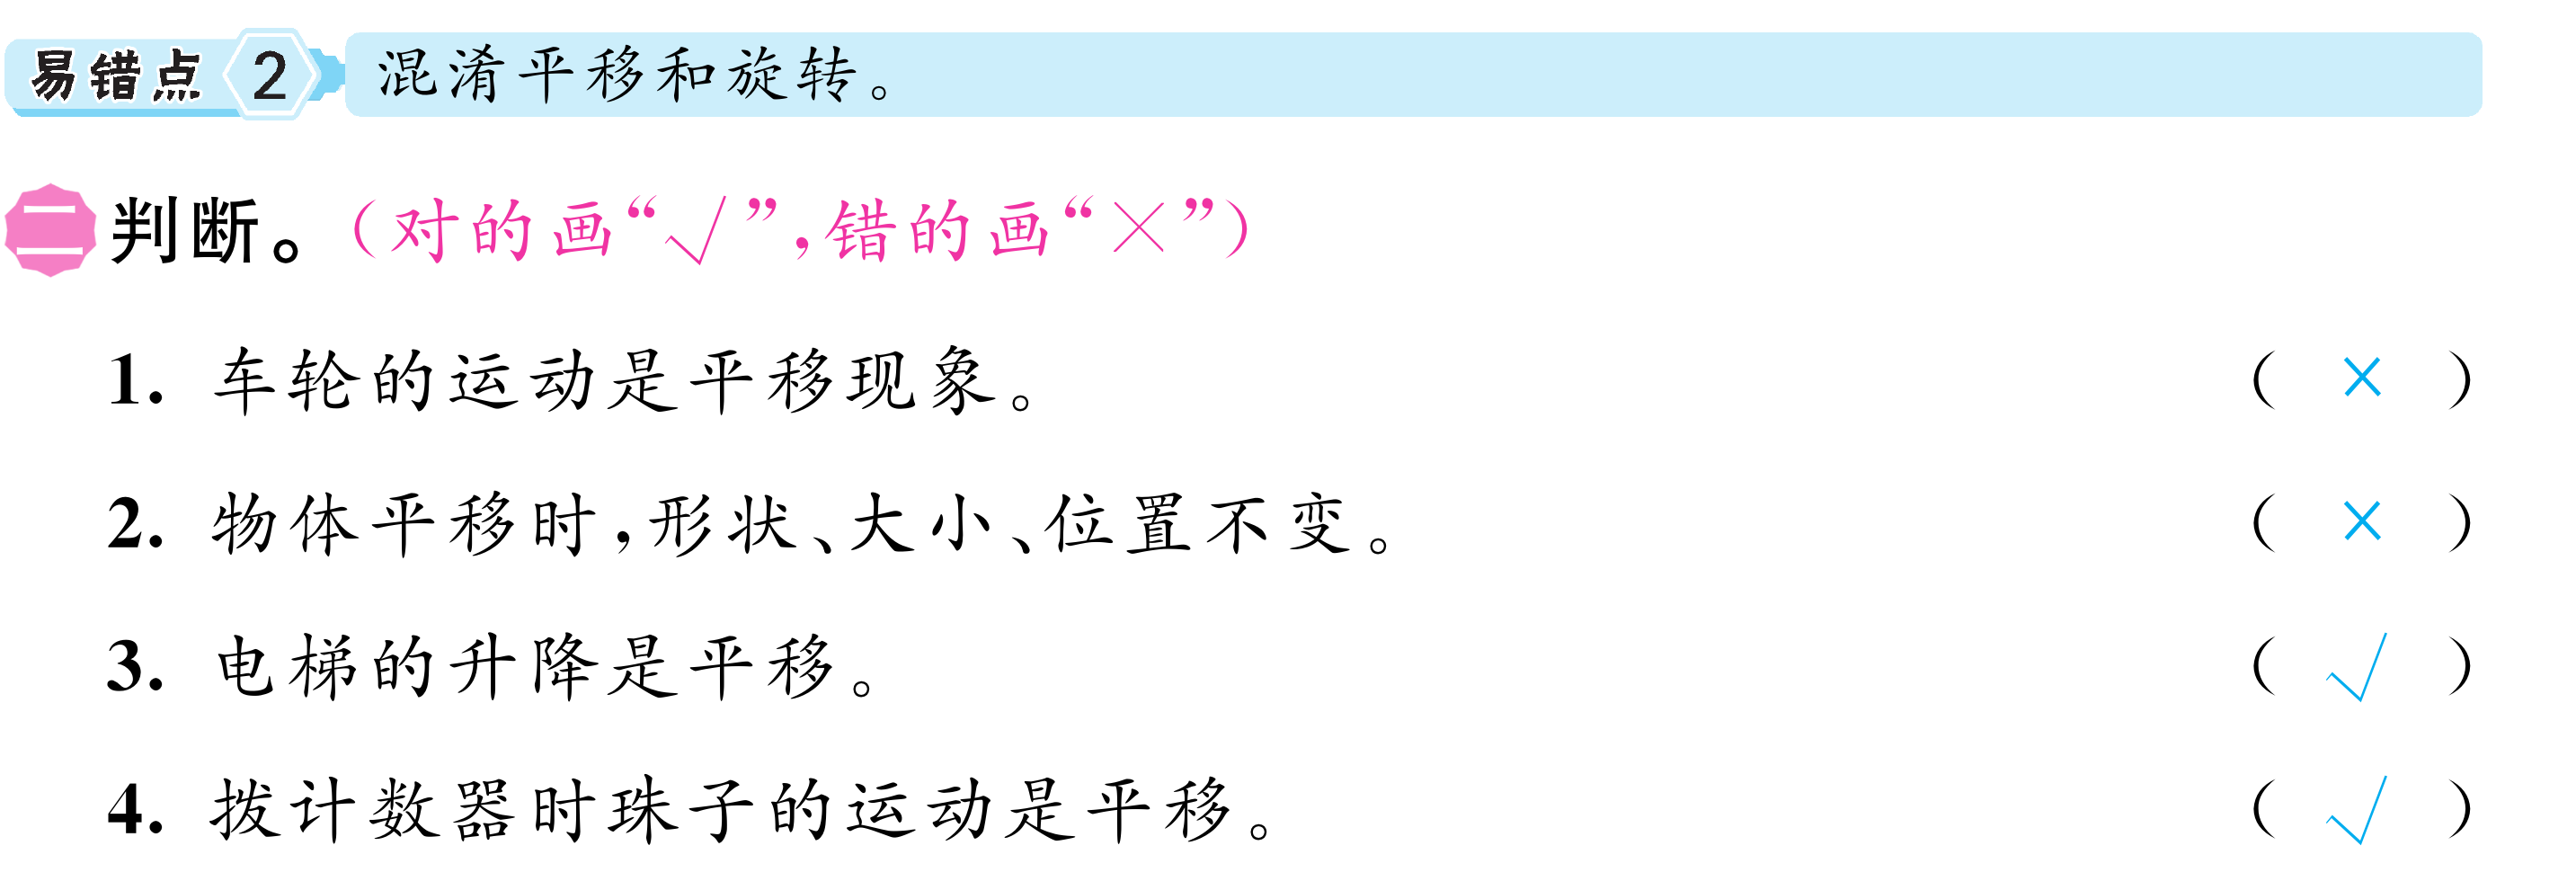 易错点 2 混淆平移和旋转。
二 判断。（对的画“√”，错的画“×”）
1. 车轮的运动是平移现象。 （ × ）
2. 物体平移时，形状、大小、位置不变。 （ × ）
3. 电梯的升降是平移。 （ √ ）
4. 拨计数器时珠子的运动是平移。 （ √ ）